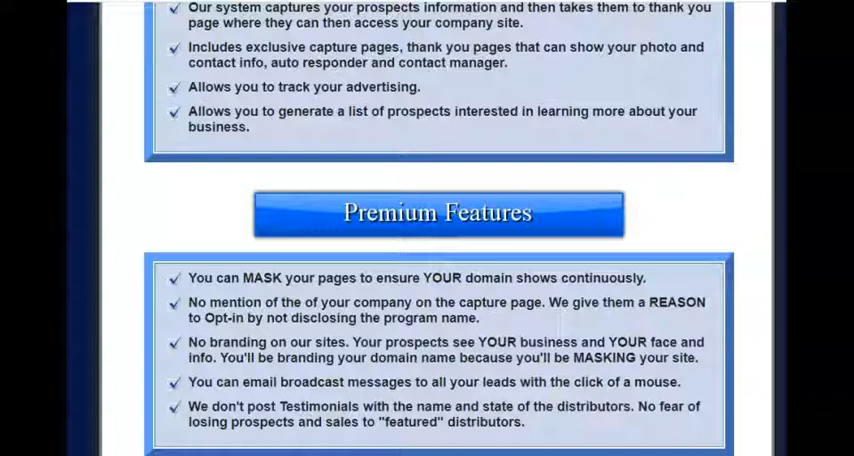 Our system captures your prospects information and then takes them to thank you
page where they can then access your company site.
Includes exclusive capture pages, thank you pages that can show your photo and
contact info, auto responder and contact manager.
Allows you to track your advertising.
Allows you to generate a list of prospects interested in learning more about your
business.
Premium Features
You can MASK your pages to ensure YOUR domain shows continuously.
No mention of the of your company on the capture page. We give them a REASON
to Opt-in by not disclosing the program name.
No branding on our sites. Your prospects see YOUR business and YOUR face and
info. You'll be branding your domain name because you'll be MASKING your site.
You can email broadcast messages to all your leads with the click of a mouse.
We don't post Testimonials with the name and state of the distributors. No fear of
losing prospects and sales to "featured" distributors.